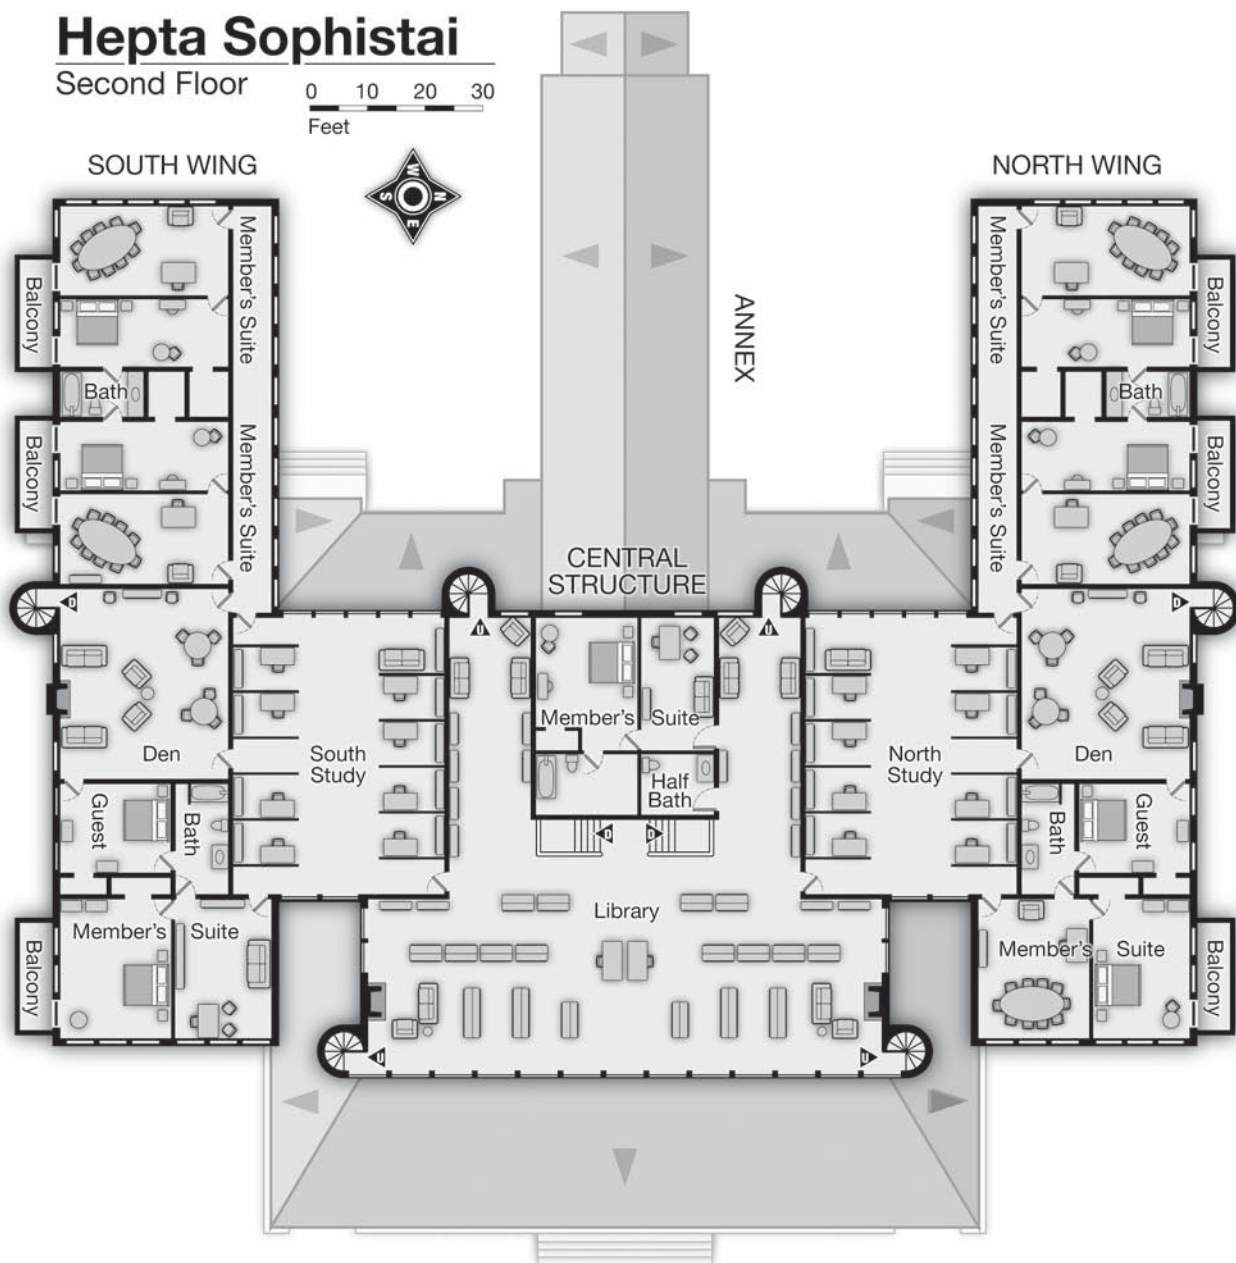 Hepta Sophistai
Second Floor
0 10 20 30
Feet
SOUTH WING
NORTH WING
W
S N
E
Member's Suite
Member's Suite
Balcony
Balcony
ANNEX
Bath
Bath
Member's Suite
Member's Suite
Balcony
Balcony
CENTRAL
STRUCTURE
D
D
U
U
Member's Suite
Den
South
Study
Half
Bath
North
Study
Den
Guest
Bath
Bath
Guest
D
D
Library
Member's Suite
Member's Suite
Balcony
Balcony
U
U